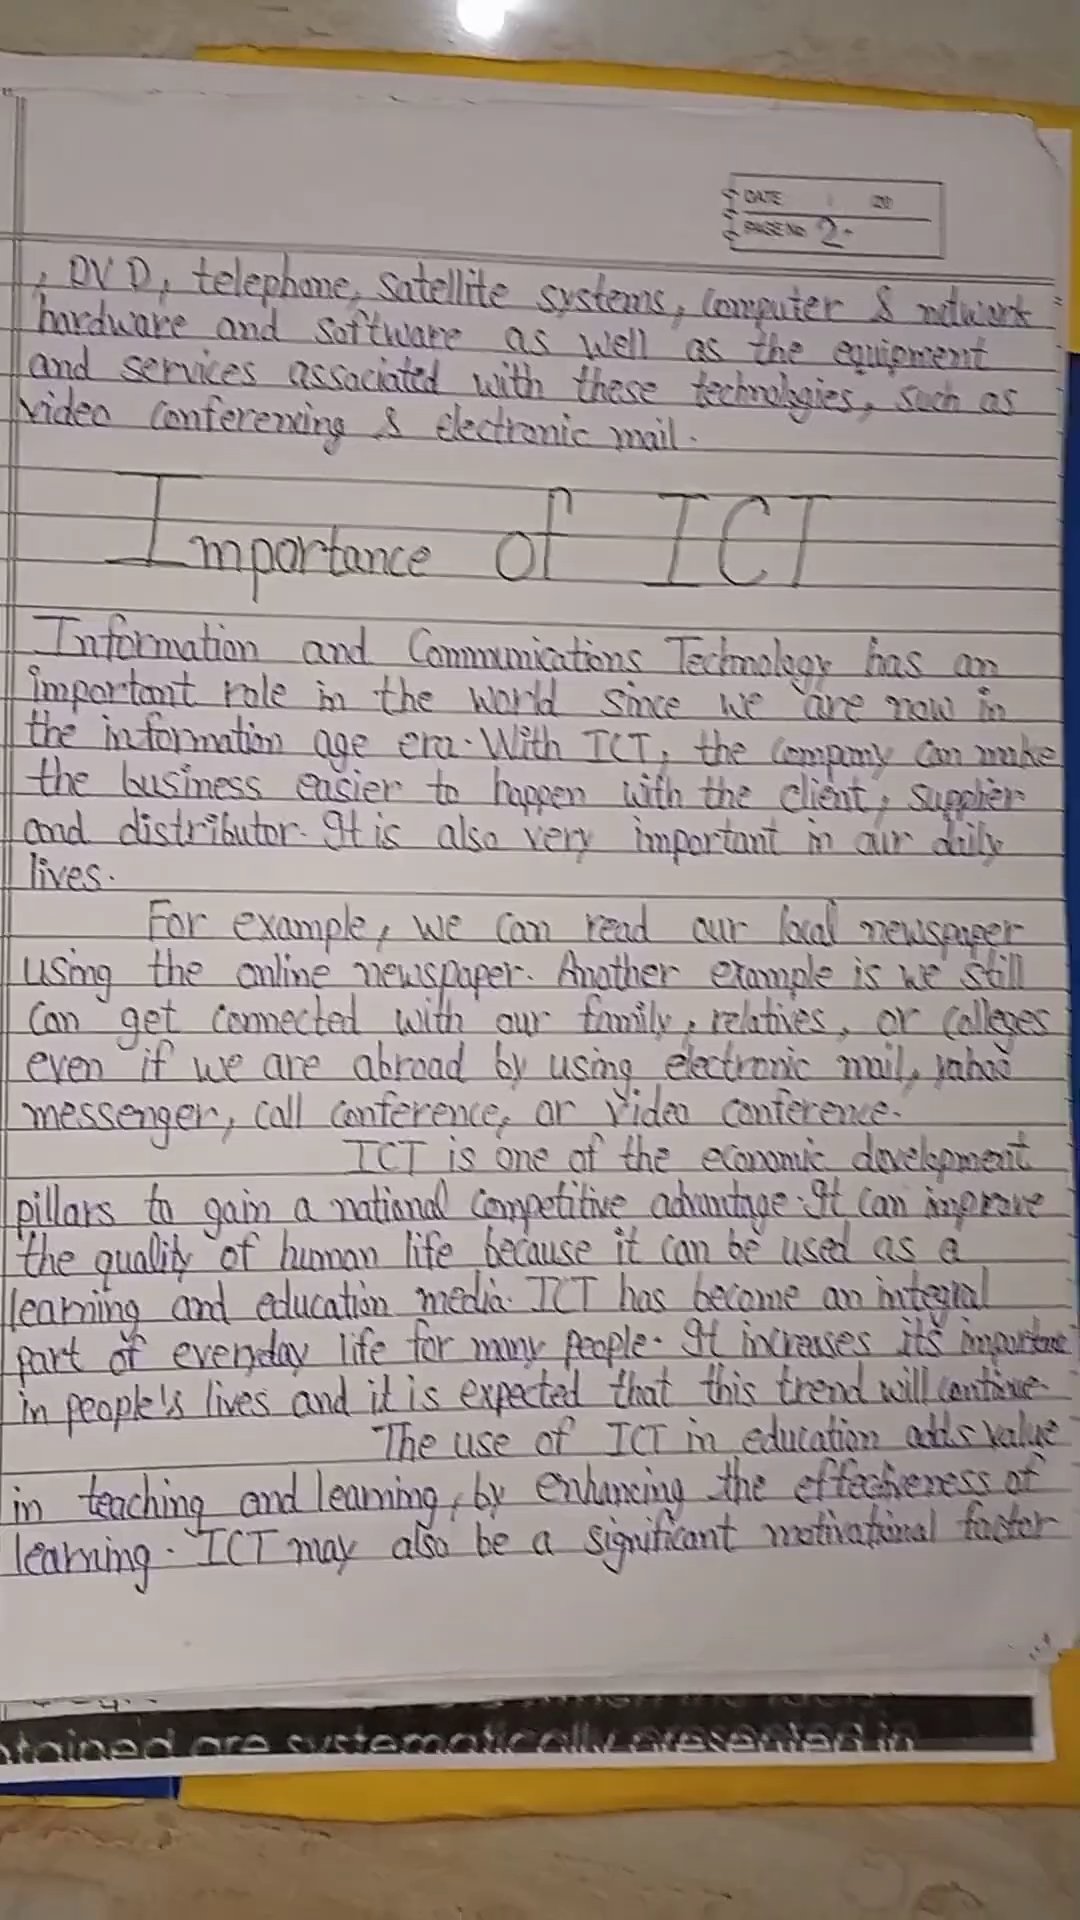 DATE 20
PAGE No 2.
, DVD, telephone, satellite systems, computer & network
hardware and software as well as the equipment
and services associated with these technologies, such as
video conferencing & electronic mail.
Importance of ICT
Information and Communications Technology has an
important role in the world since we are now in
the information age era. With ICT, the company can make
the business easier to happen with the client, supplier
and distributor. It is also very important in our daily
lives.
For example, we can read our local newspaper
using the online newspaper. Another example is we still
can get connected with our family, relatives, or colleges
even if we are abroad by using electronic mail, yahoo
messenger, call conference, or video conference.
ICT is one of the economic development
pillars to gain a national competitive advantage. It can improve
the quality of human life because it can be used as a
learning and education media. ICT has become an integral
part of everyday life for many people. It increases its importance
in people's lives and it is expected that this trend will continue.
The use of ICT in education adds value
in teaching and learning, by enhancing the effectiveness of
learning. ICT may also be a significant motivational factor
are systematically presented in